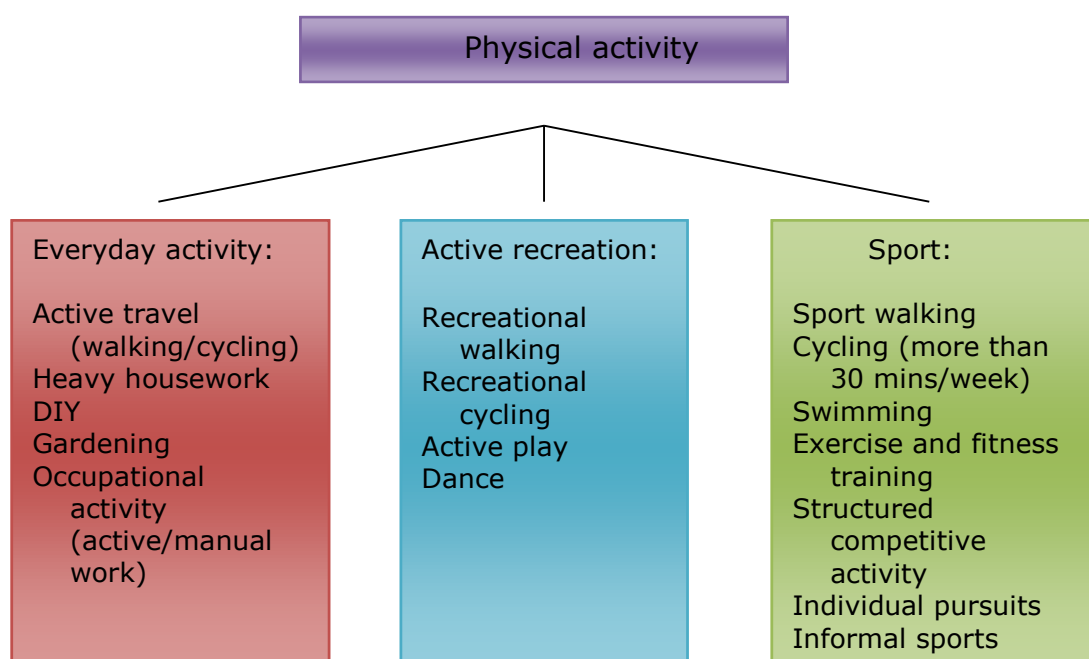 Physical activity
Everyday activity:
Active travel
(walking/cycling)
Heavy housework
DIY
Gardening
Occupational
activity
(active/manual
work)
Active recreation:
Recreational
walking
Recreational
cycling
Active play
Dance
Sport:
Sport walking
Cycling (more than
30 mins/week)
Swimming
Exercise and fitness
training
Structured
competitive
activity
Individual pursuits
Informal sports